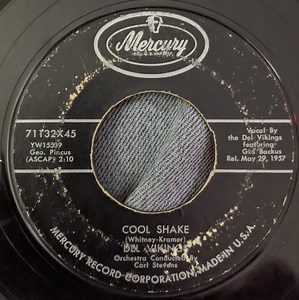 Mercury
71132X45
YW15559
Geo. Pincus
(ASCAP) 2:10
Vocal By
the Del Vikings
featuring
Gus Backus
Rel. May 29, 1957
COOL SHAKE
(Whitney-Kramer)
DEL VIKINGS
Orchestra Conducted By
Carl Stevens
MERCURY RECORD CORPORATION, MADE IN U.S.A.